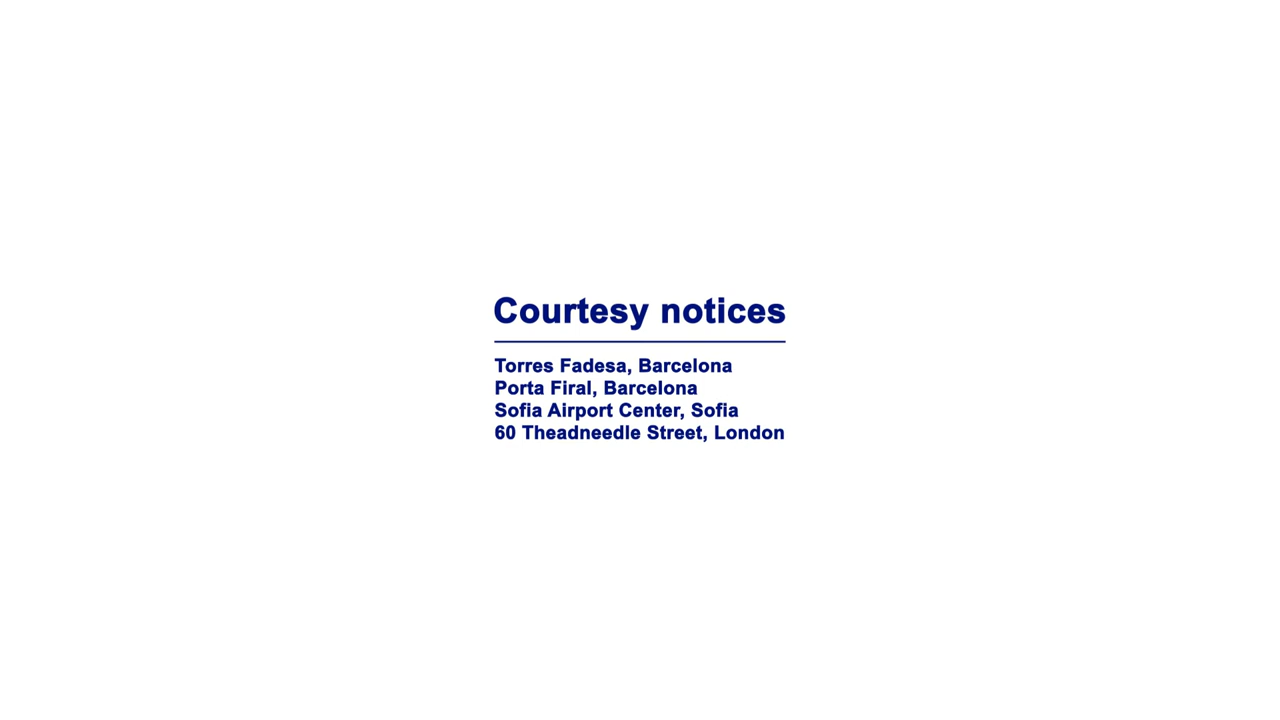 Courtesy notices
Torres Fadesa, Barcelona
Porta Firal, Barcelona
Sofia Airport Center, Sofia
60 Theadneedle Street, London